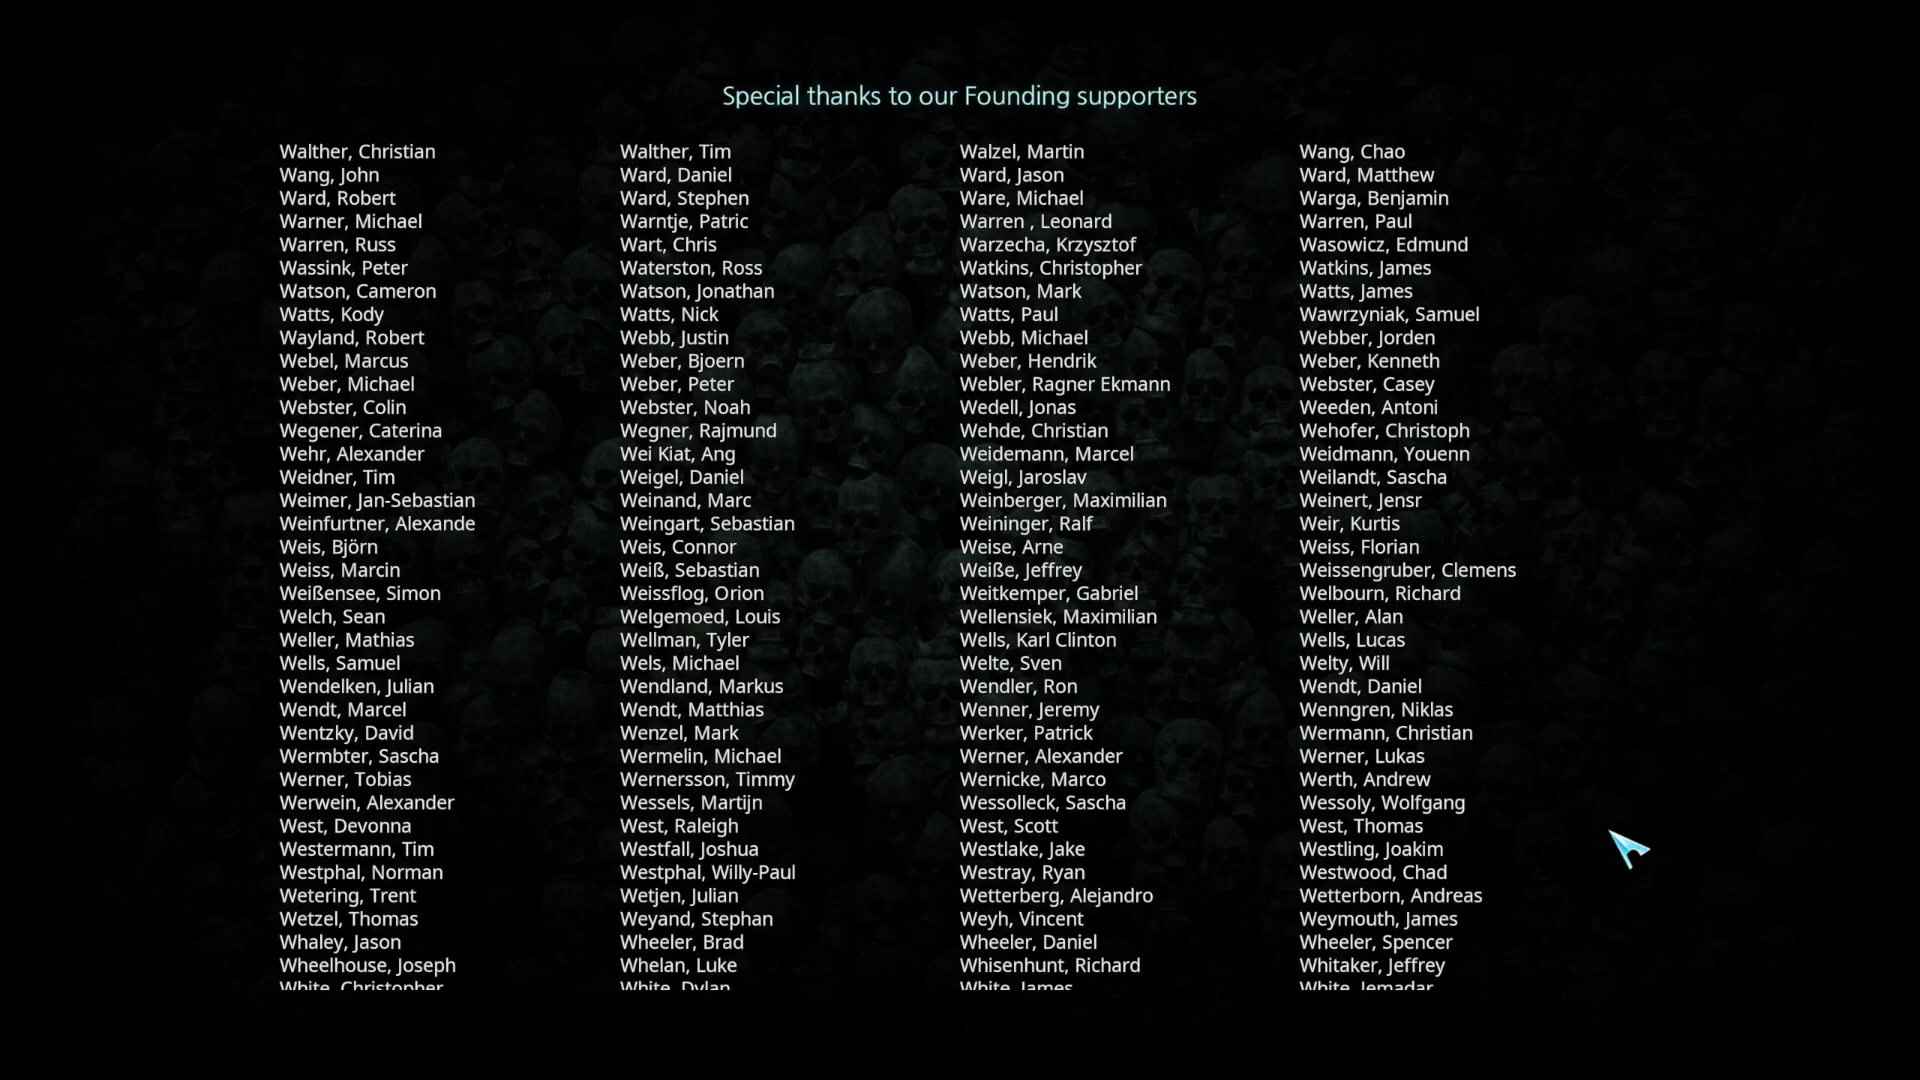 Special thanks to our Founding supporters
Walther, Christian Walther, Tim Walzel, Martin Wang, Chao
Wang, John Ward, Daniel Ward, Jason Ward, Matthew
Ward, Robert Ward, Stephen Ware, Michael Warga, Benjamin
Warner, Michael Warntje, Patric Warren , Leonard Warren, Paul
Warren, Russ Wart, Chris Warzecha, Krzysztof Wasowicz, Edmund
Wassink, Peter Waterston, Ross Watkins, Christopher Watkins, James
Watson, Cameron Watson, Jonathan Watson, Mark Watts, James
Watts, Kody Watts, Nick Watts, Paul Wawrzyniak, Samuel
Wayland, Robert Webb, Justin Webb, Michael Webber, Jorden
Webel, Marcus Weber, Bjoern Weber, Hendrik Weber, Kenneth
Weber, Michael Weber, Peter Webler, Ragner Ekmann Webster, Casey
Webster, Colin Webster, Noah Wedell, Jonas Weeden, Antoni
Wegener, Caterina Wegner, Rajmund Wehde, Christian Wehofer, Christoph
Wehr, Alexander Wei Kiat, Ang Weidemann, Marcel Weidmann, Youenn
Weidner, Tim Weigel, Daniel Weigl, Jaroslav Weilandt, Sascha
Weimer, Jan-Sebastian Weinand, Marc Weinberger, Maximilian Weinert, Jensr
Weinfurtner, Alexande Weingart, Sebastian Weininger, Ralf Weir, Kurtis
Weis, Björn Weis, Connor Weise, Arne Weiss, Florian
Weiss, Marcin Weiß, Sebastian Weiße, Jeffrey Weissengruber, Clemens
Weißensee, Simon Weissflog, Orion Weitkemper, Gabriel Welbourn, Richard
Welch, Sean Welgemoed, Louis Wellensiek, Maximilian Weller, Alan
Weller, Mathias Wellman, Tyler Wells, Karl Clinton Wells, Lucas
Wells, Samuel Wels, Michael Welte, Sven Welty, Will
Wendelken, Julian Wendland, Markus Wendler, Ron Wendt, Daniel
Wendt, Marcel Wendt, Matthias Wenner, Jeremy Wenngren, Niklas
Wentzky, David Wenzel, Mark Werker, Patrick Wermann, Christian
Wermbter, Sascha Wermelin, Michael Werner, Alexander Werner, Lukas
Werner, Tobias Wernersson, Timmy Wernicke, Marco Werth, Andrew
Werwein, Alexander Wessels, Martijn Wessolleck, Sascha Wessoly, Wolfgang
West, Devonna West, Raleigh West, Scott West, Thomas
Westermann, Tim Westfall, Joshua Westlake, Jake Westling, Joakim
Westphal, Norman Westphal, Willy-Paul Westray, Ryan Westwood, Chad
Wetering, Trent Wetjen, Julian Wetterberg, Alejandro Wetterborn, Andreas
Wetzel, Thomas Weyand, Stephan Weyh, Vincent Weymouth, James
Whaley, Jason Wheeler, Brad Wheeler, Daniel Wheeler, Spencer
Wheelhouse, Joseph Whelan, Luke Whisenhunt, Richard Whitaker, Jeffrey
White, Christopher White, Dylan White, James White, Jemadar